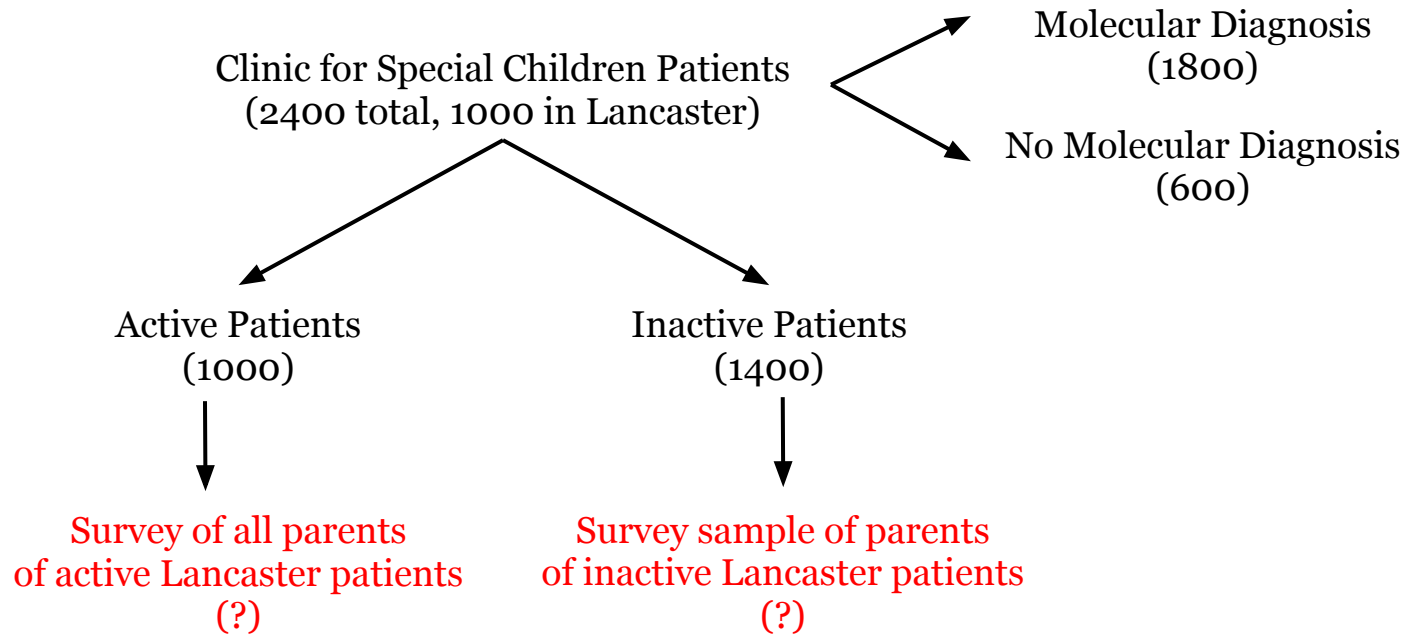 Clinic for Special Children Patients
(2400 total, 1000 in Lancaster)
Molecular Diagnosis
(1800)
No Molecular Diagnosis
(600)
Active Patients
(1000)
Inactive Patients
(1400)
Survey of all parents
of active Lancaster patients
(?)
Survey sample of parents
of inactive Lancaster patients
(?)